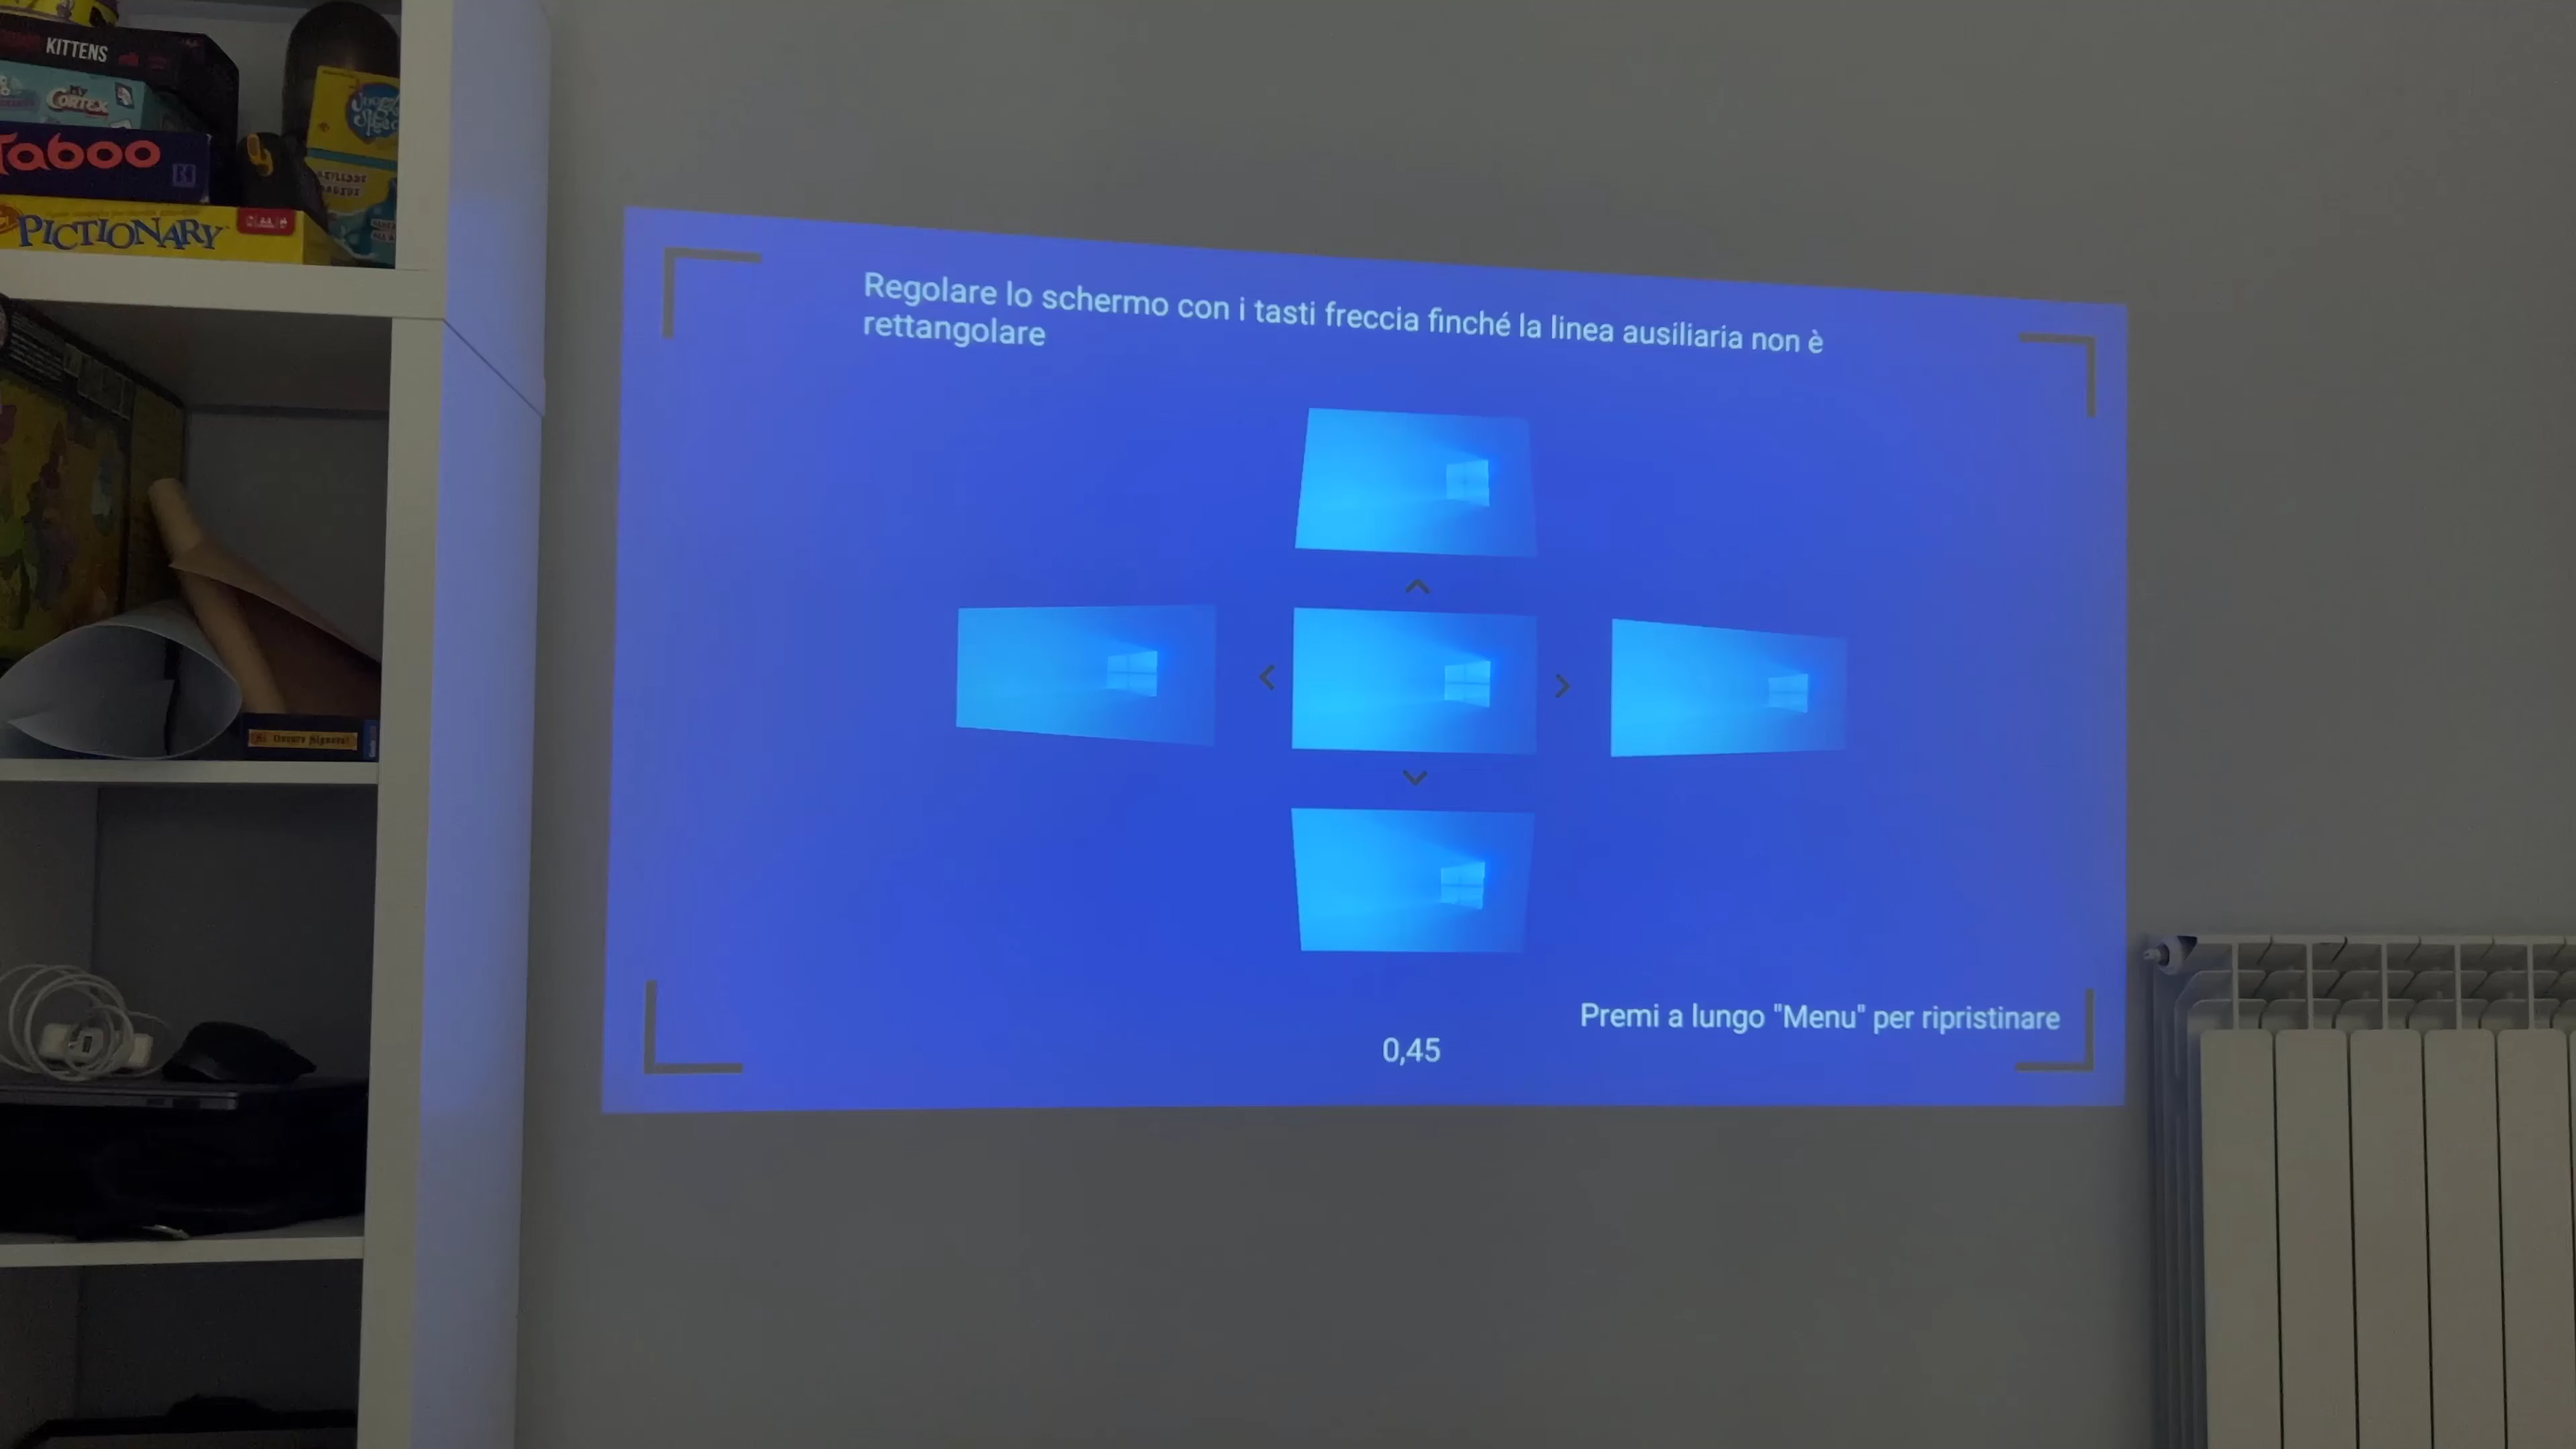 KITTENS
MY
CORTEX
Taboo
PICTIONARY
Regolare lo schermo con i tasti freccia finché la linea ausiliaria non è
rettangolare
Premi a lungo "Menu" per ripristinare
0,45